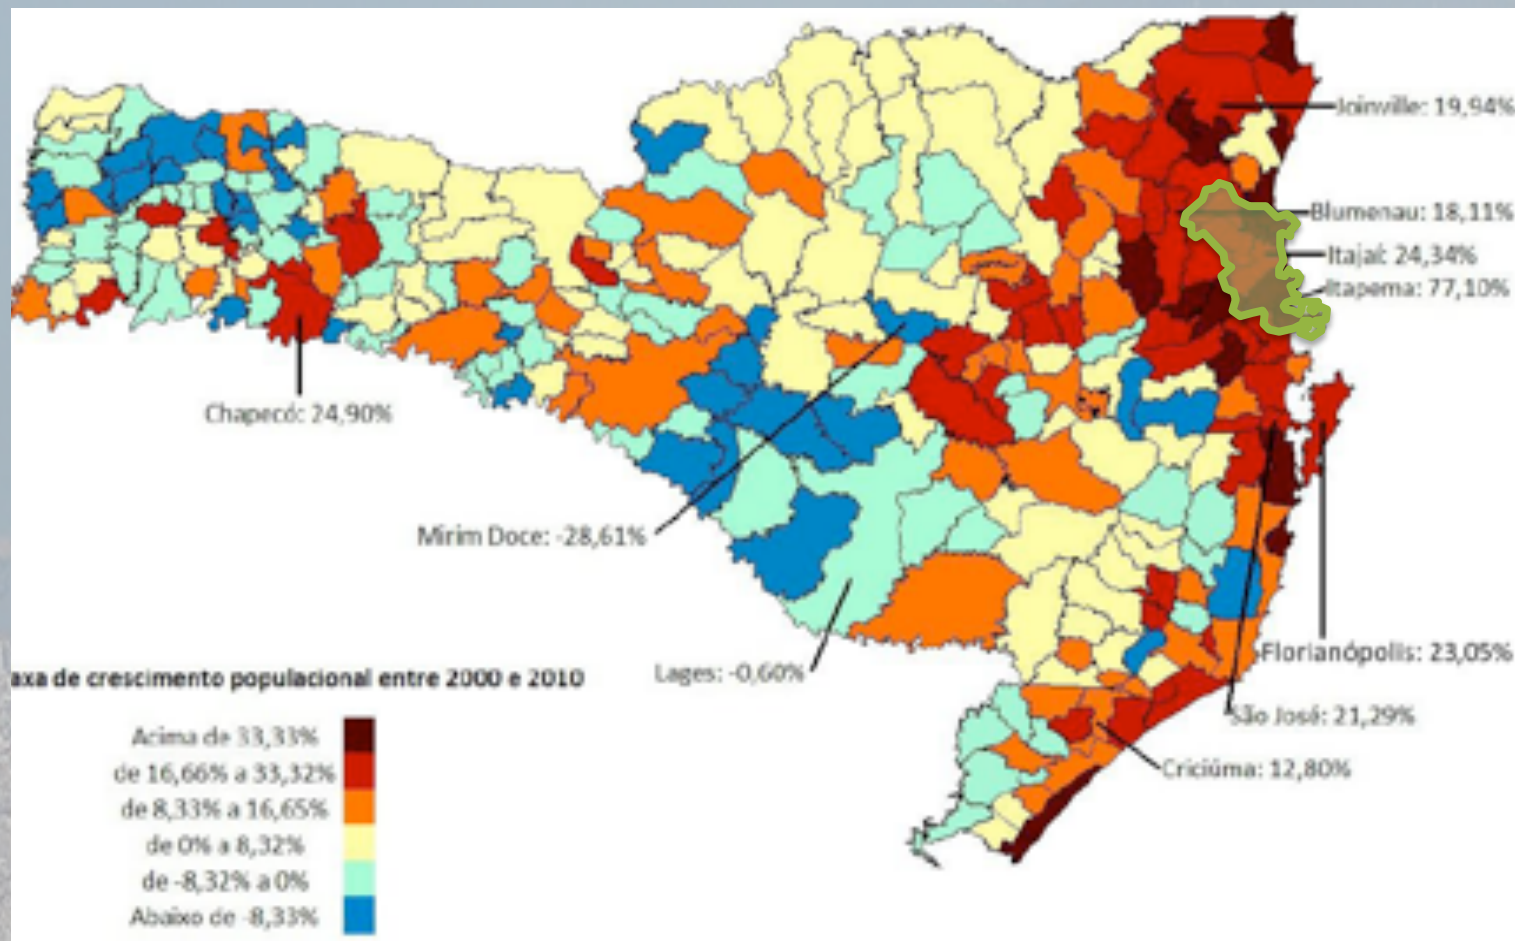 Joinville: 19,94%
Blumenau: 18,11%
Itajaí: 24,34%
Itapema: 77,10%
Chapecó: 24,90%
Mirim Doce: -28,61%
Lages: -0,60%
Florianópolis: 23,05%
São José: 21,29%
Criciúma: 12,80%
axa de crescimento populacional entre 2000 e 2010
Acima de 33,33%
de 16,66% a 33,32%
de 8,33% a 16,65%
de 0% a 8,32%
de -8,32% a 0%
Abaixo de -8,33%